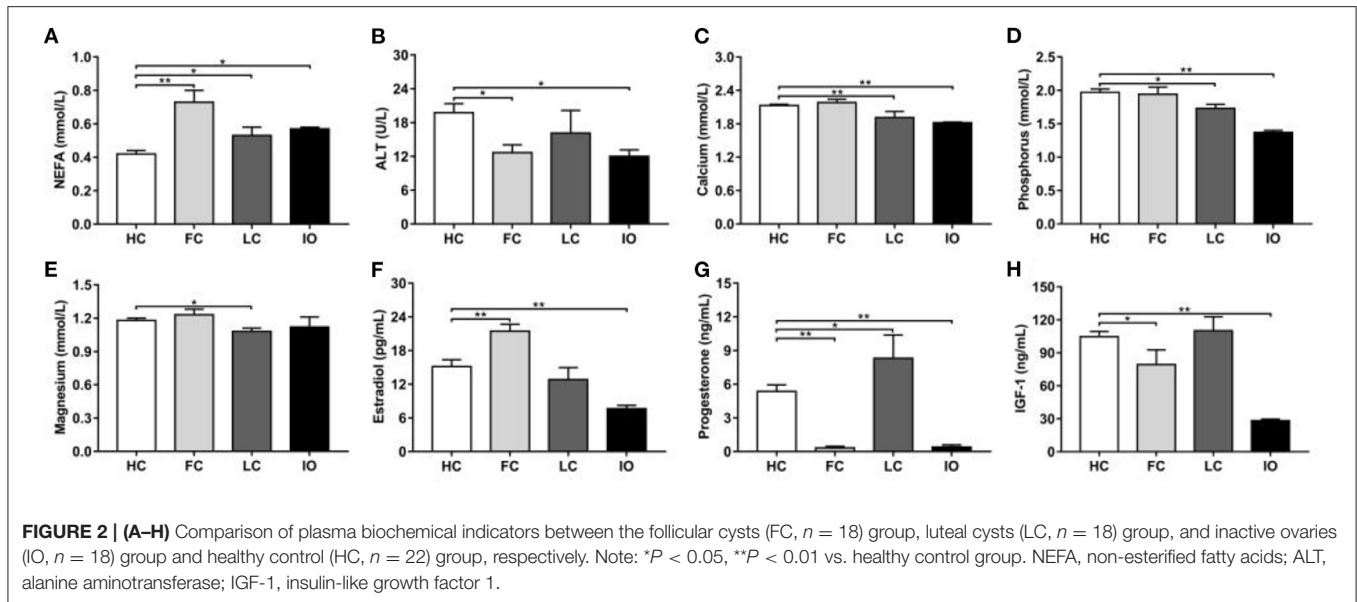 A
NEFA (mmol/L)
0.0
0.2
0.4
0.6
0.8
1.0
*
*
**
HC FC LC IO
B
ALT (U/L)
0
6
12
18
24
30
*
*
HC FC LC IO
C
Calcium (mmol/L)
0.0
0.6
1.2
1.8
2.4
3.0
**
**
HC FC LC IO
D
Phosphorus (mmol/L)
0.0
0.5
1.0
1.5
2.0
2.5
**
*
HC FC LC IO
E
Magnesium (mmol/L)
0.0
0.3
0.6
0.9
1.2
1.5
*
HC FC LC IO
F
Estradiol (pg/mL)
0
6
12
18
24
30
**
**
HC FC LC IO
G
Progesterone (ng/mL)
0
3
6
9
12
15
**
*
**
HC FC LC IO
H
IGF-1 (ng/mL)
0
30
60
90
120
150
**
*
HC FC LC IO
FIGURE 2 | (A–H) Comparison of plasma biochemical indicators between the follicular cysts (FC, n = 18) group, luteal cysts (LC, n = 18) group, and inactive ovaries
(IO, n = 18) group and healthy control (HC, n = 22) group, respectively. Note: *P < 0.05, **P < 0.01 vs. healthy control group. NEFA, non-esterified fatty acids; ALT,
alanine aminotransferase; IGF-1, insulin-like growth factor 1.